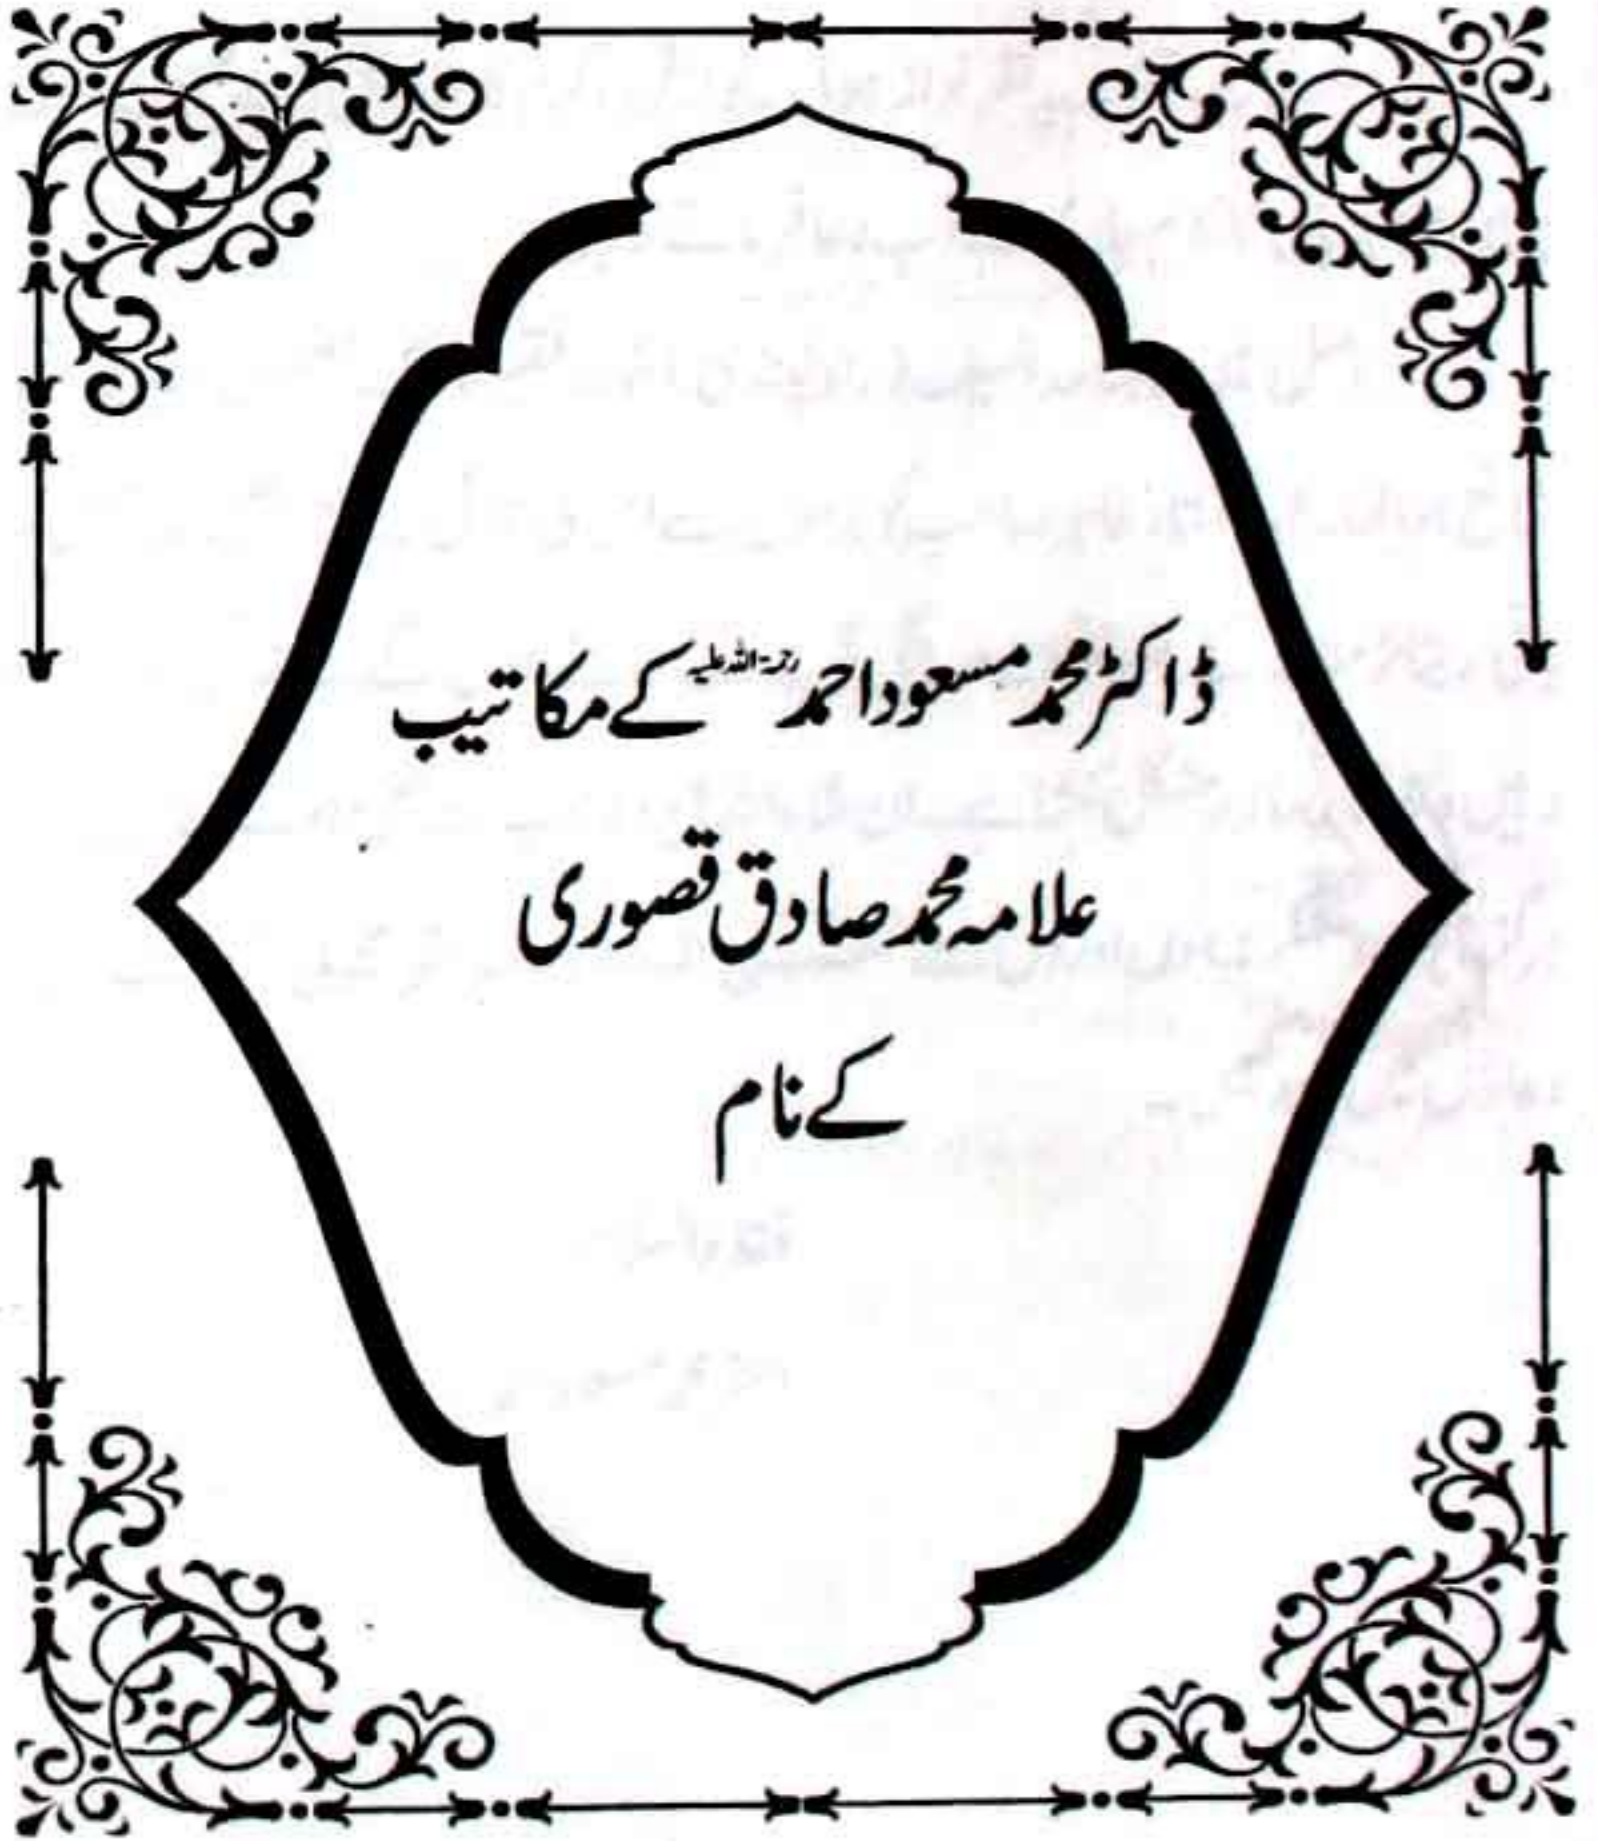 ڈاکٹر محمد مسعود احمد رحمۃ اللہ علیہ کے مکاتیب
علامہ محمد صادق قصوری
کے نام